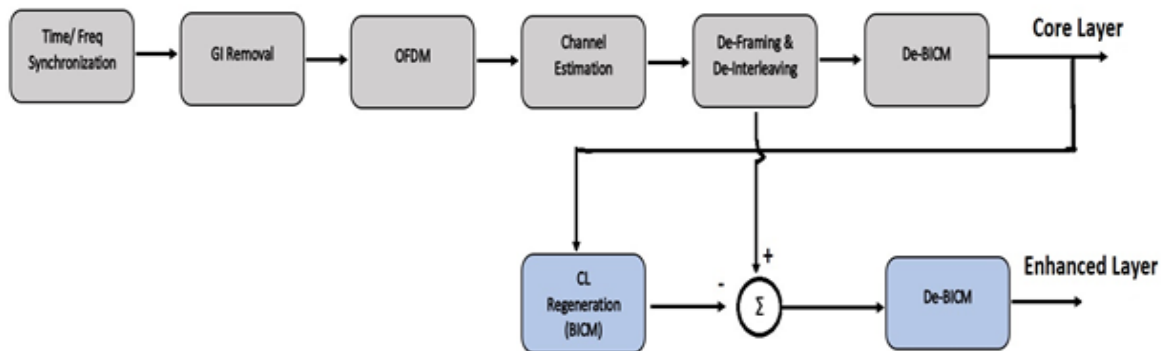 Time/ Freq
Synchronization
GI Removal
OFDM
Channel
Estimation
De-Framing &
De-Interleaving
De-BICM
Core Layer
CL
Regeneration
(BICM)
-
+
Σ
De-BICM
Enhanced Layer